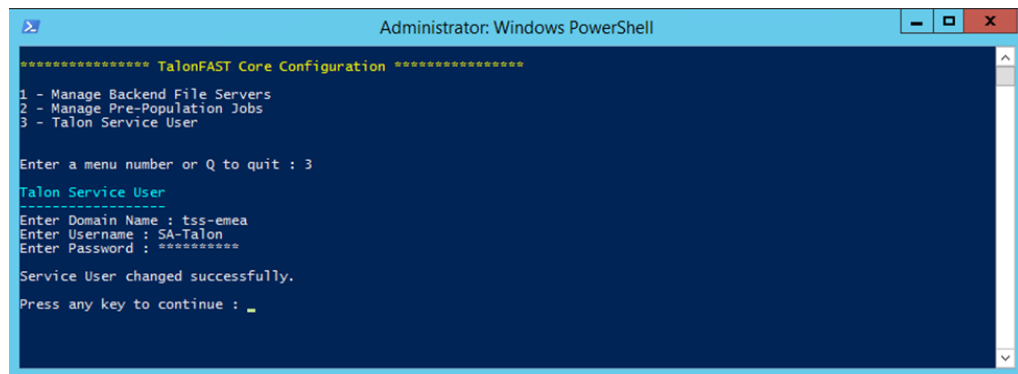 Administrator: Windows PowerShell
**************** TalonFAST Core Configuration ****************
1 - Manage Backend File Servers
2 - Manage Pre-Population Jobs
3 - Talon Service User
Enter a menu number or Q to quit : 3
Talon Service User
------------------
Enter Domain Name : tss-emea
Enter Username : SA-Talon
Enter Password : **********
Service User changed successfully.
Press any key to continue : _